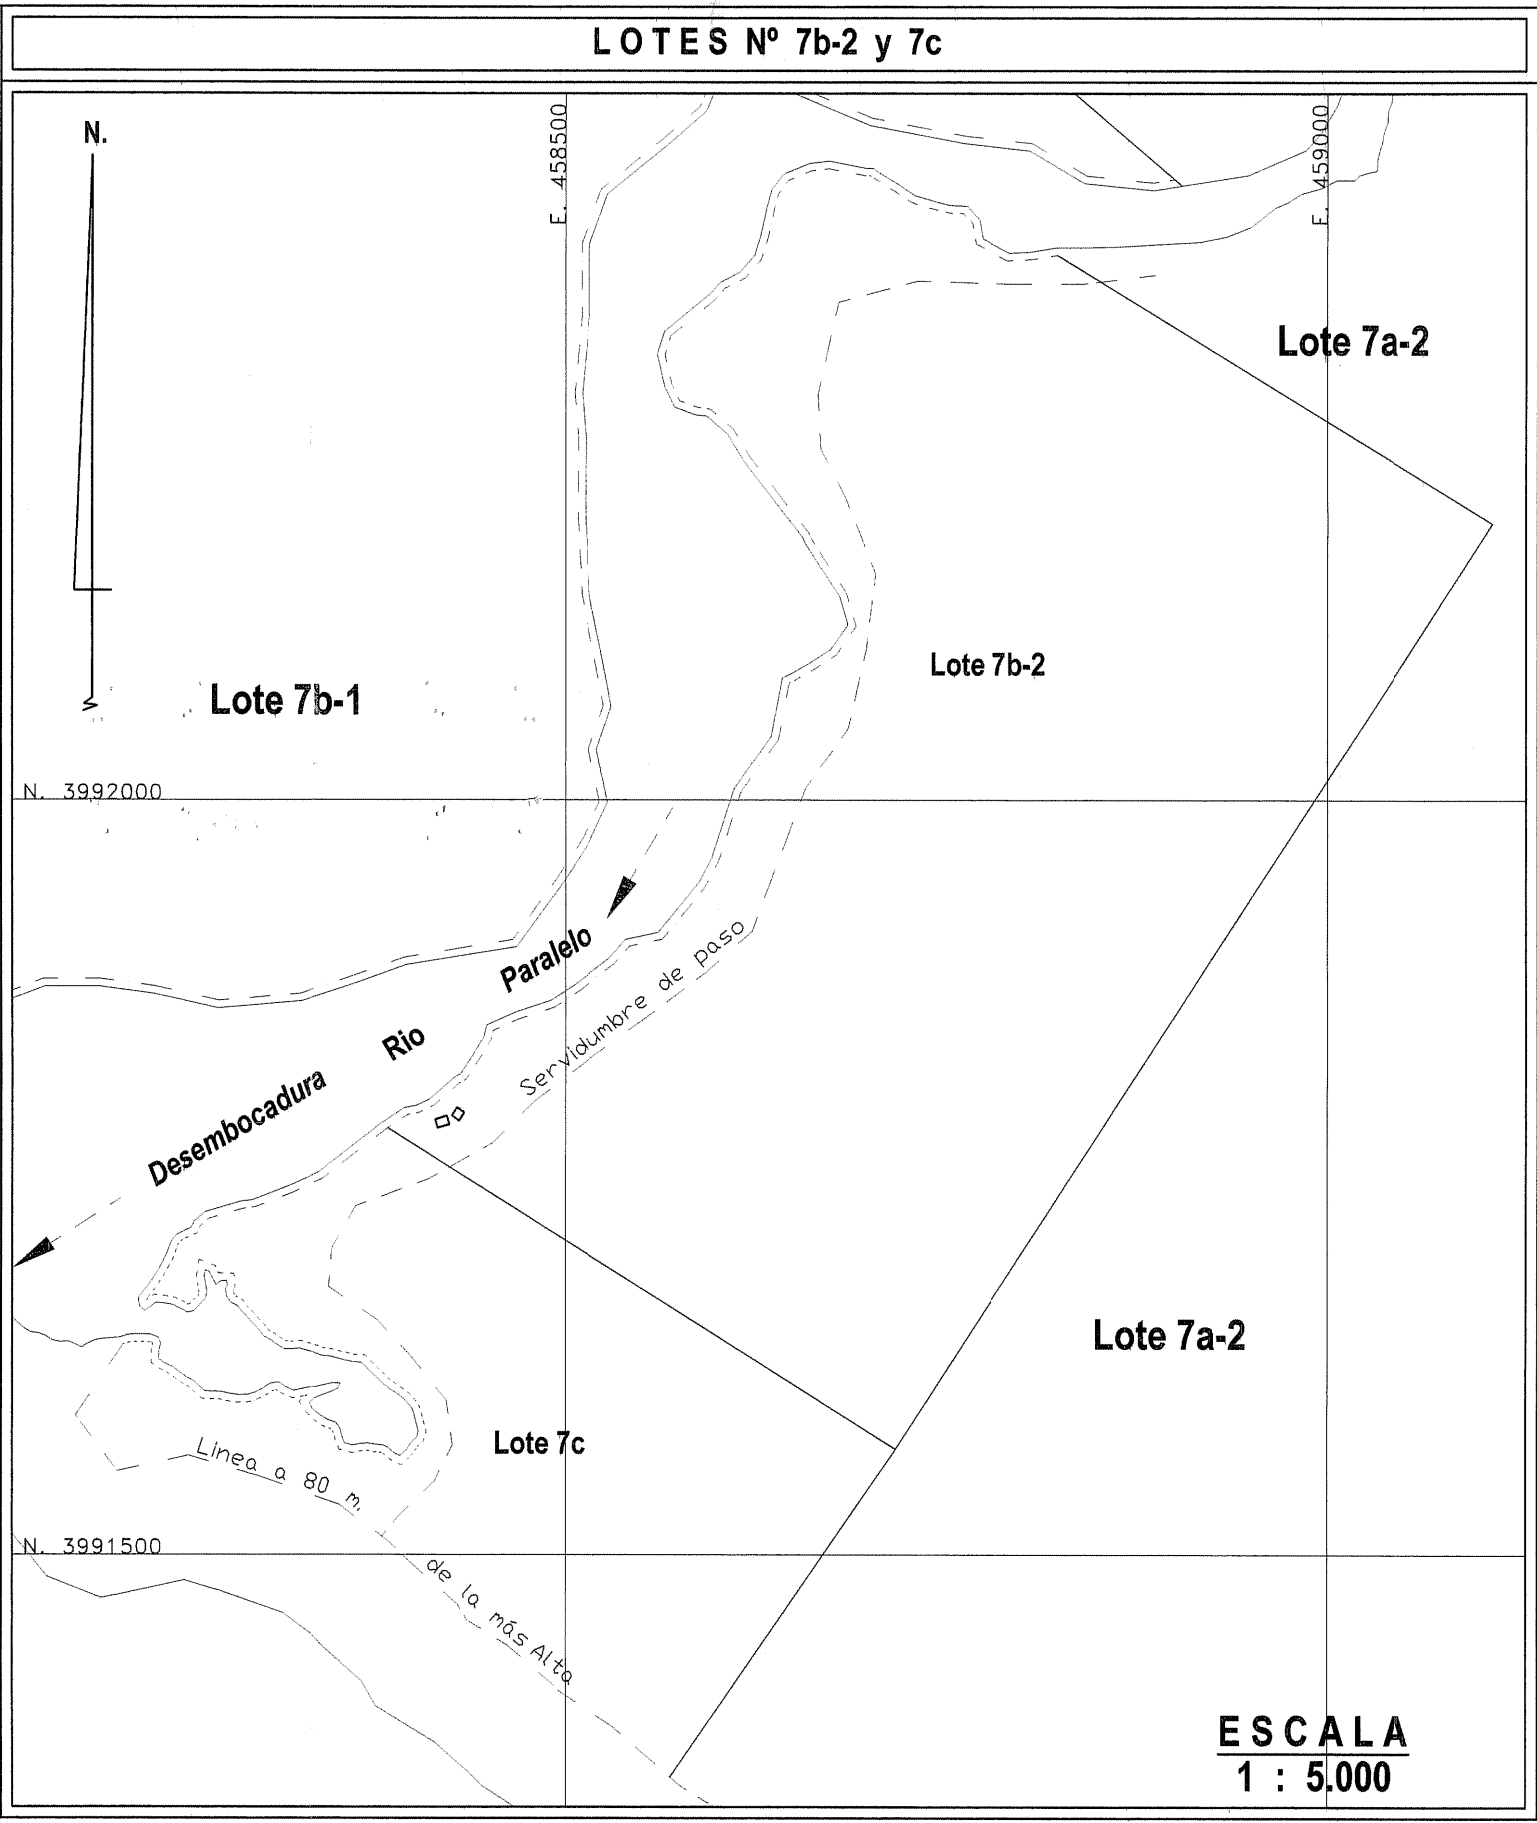 LOTES Nº 7b-2 y 7c
N.
E. 458500
E. 459000
Lote 7a-2
Lote 7b-2
Lote 7b-1
N. 3992000
Desembocadura Rio Paralelo
Servidumbre de paso
Lote 7a-2
Lote 7c
Linea a 80 m.
de la más Alta
N. 3991500
ESCALA
1 : 5.000